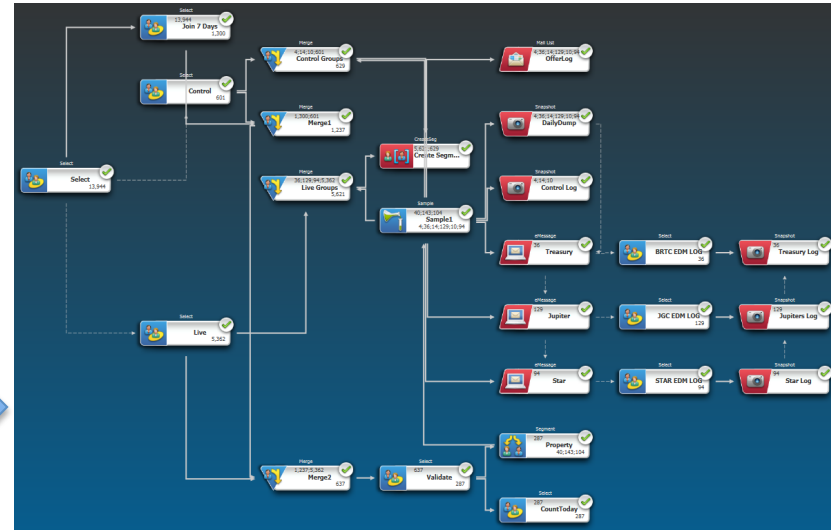 Select
13,944
Join 7 Days
1,300
Select
Control
601
Select
Select
13,944
Select
Live
5,362
Merge
4;14;10;601
Control Groups
629
Merge
1,300;601
Merge1
1,237
Merge
36;129;94;5,362
Live Groups
5,621
CreateSeg
5,621;629
Create Segm...
Sample
40;143;104
Sample1
4;36;14;129;10;94
Mail List
4;36;14;129;10;94
OfferLog
Snapshot
4;36;14;129;10;94
DailyDump
Snapshot
4;14;10
Control Log
eMessage
36
Treasury
Select
BRTC EDM LOG
36
Snapshot
36
Treasury Log
eMessage
129
Jupiter
Select
JGC EDM LOG
129
Snapshot
129
Jupiters Log
eMessage
94
Star
Select
STAR EDM LOG
94
Snapshot
94
Star Log
Segment
287
Property
40;143;104
Merge
1,237;5,362
Merge2
637
Select
637
Validate
287
Select
287
CountToday
287